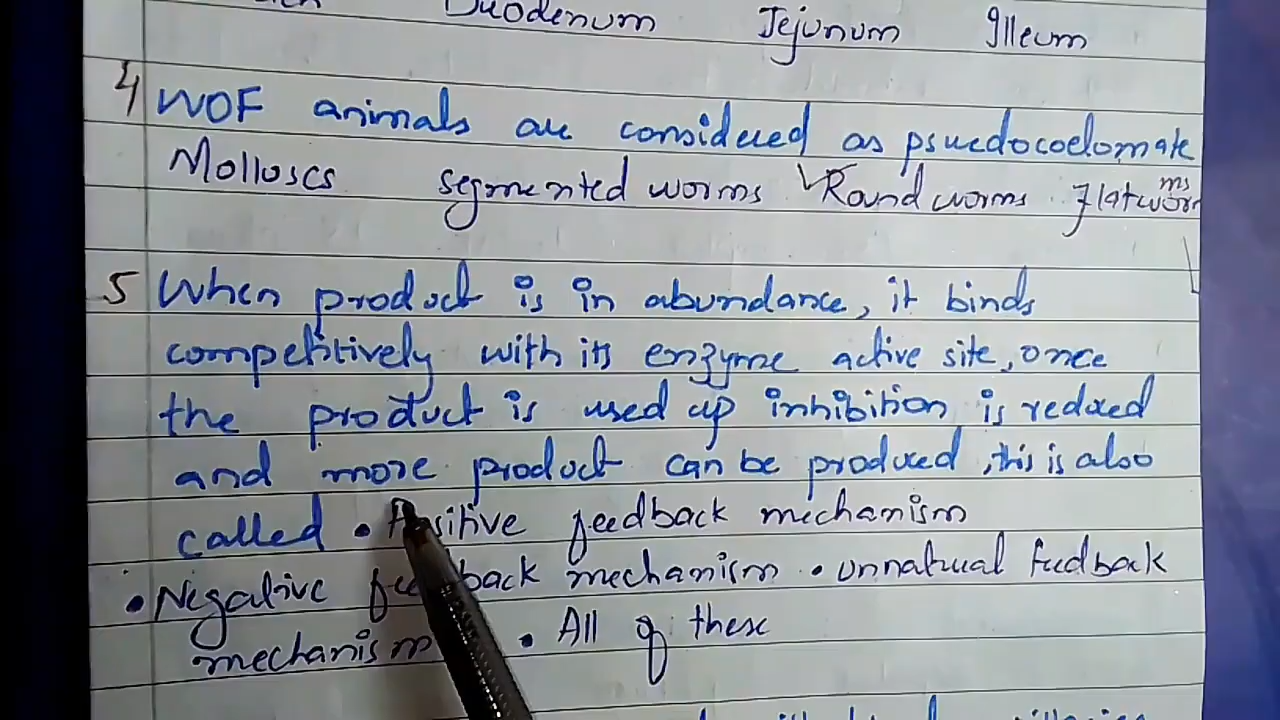 Duodenum Jejunum Illeum
4 WOF animals are considered as psuedocoelomate
Molloscs segmented worms ✓Round worms Flatworms
5 When product is in abundance, it binds
competitively with its enzyme active site, once
the product is used up inhibition is reduced
and more product can be produced, this is also
called • Positive feedback mechanism
• Negative feedback mechanism • unnatural feedback
mechanism • All of these